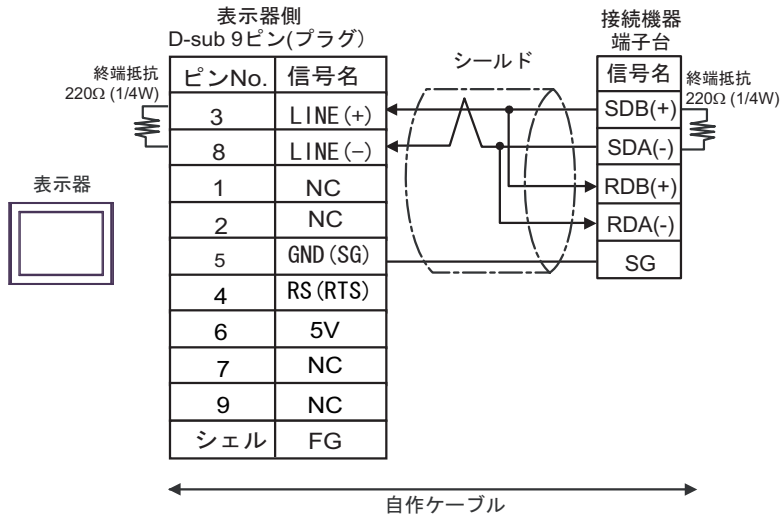 表示器側
D-sub 9ピン(プラグ)
接続機器
端子台
シールド
終端抵抗
220Ω (1/4W)
ピンNo. 信号名
信号名
終端抵抗
220Ω (1/4W)
3 LINE(+)
SDB(+)
8 LINE(−)
SDA(-)
表示器
1 NC
RDB(+)
2 NC
RDA(-)
5 GND(SG)
SG
4 RS(RTS)
6 5V
7 NC
9 NC
シェル FG
自作ケーブル